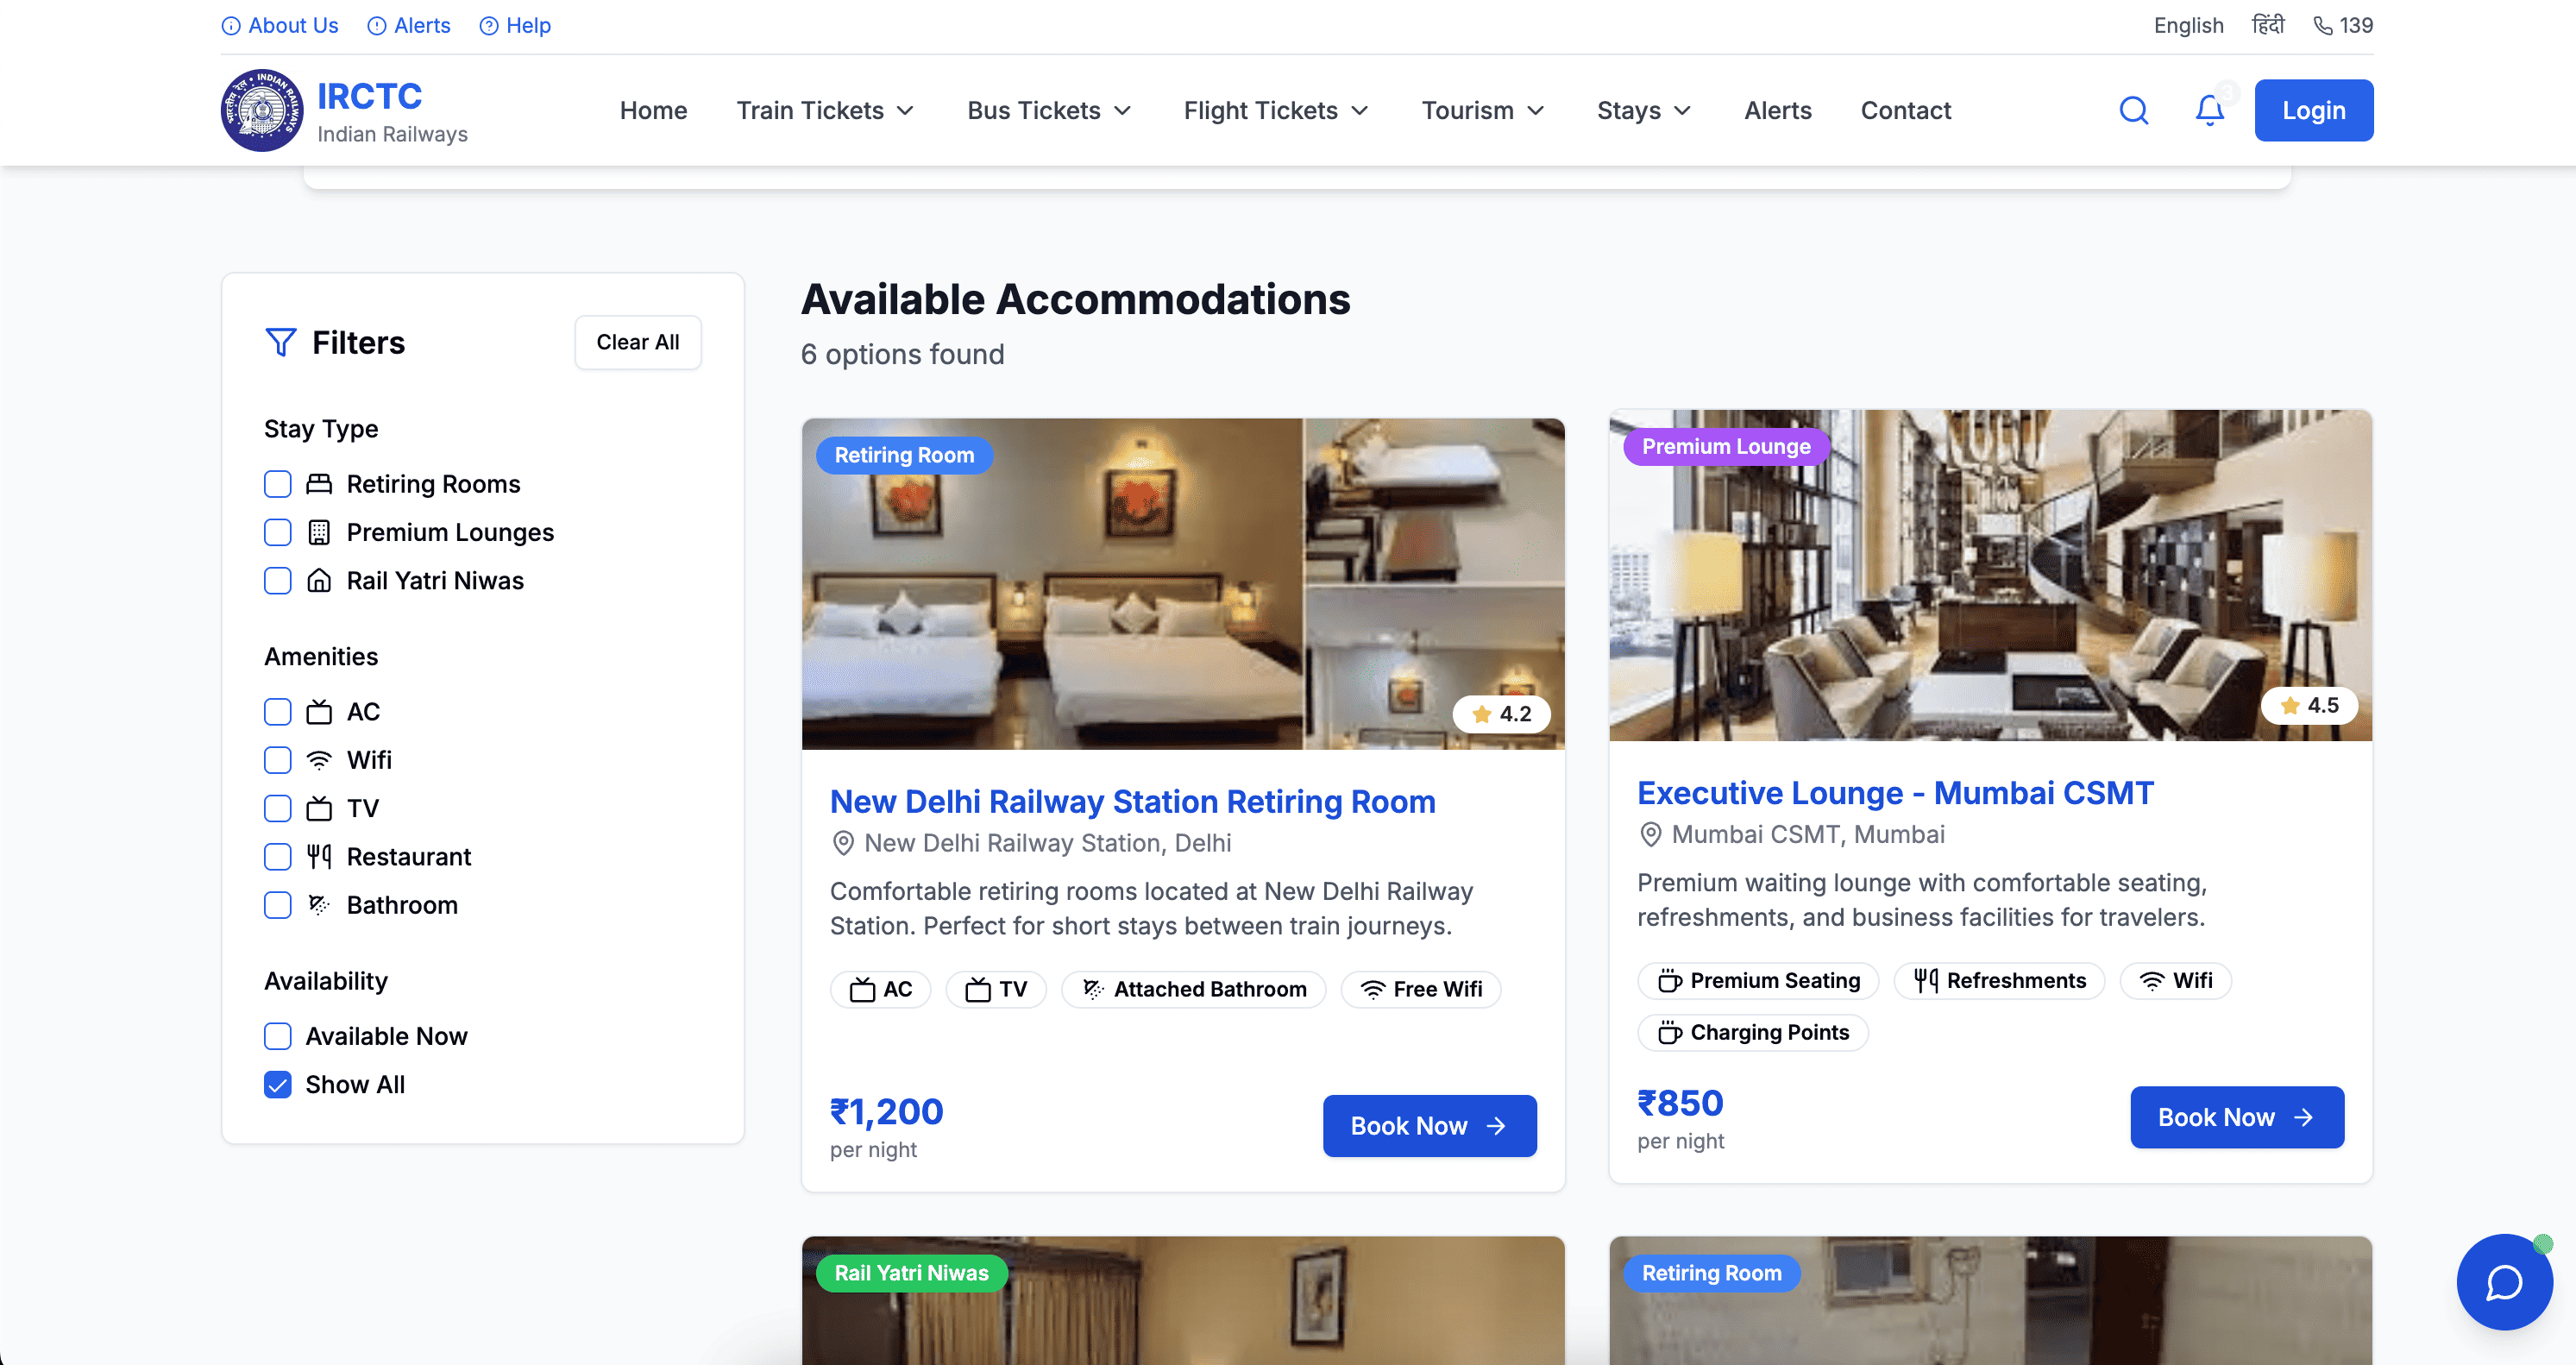 About Us
Alerts
Help
English
हिंदी
139
INDIAN RAILWAYS
भारतीय रेल
IRCTC
Indian Railways
Home
Train Tickets
Bus Tickets
Flight Tickets
Tourism
Stays
Alerts
Contact
3
Login
Filters
Clear All
Stay Type
Retiring Rooms
Premium Lounges
Rail Yatri Niwas
Amenities
AC
Wifi
TV
Restaurant
Bathroom
Availability
Available Now
Show All
Available Accommodations
6 options found
Retiring Room
4.2
New Delhi Railway Station Retiring Room
New Delhi Railway Station, Delhi
Comfortable retiring rooms located at New Delhi Railway
Station. Perfect for short stays between train journeys.
AC
TV
Attached Bathroom
Free Wifi
₹1,200
per night
Book Now
Premium Lounge
4.5
Executive Lounge - Mumbai CSMT
Mumbai CSMT, Mumbai
Premium waiting lounge with comfortable seating,
refreshments, and business facilities for travelers.
Premium Seating
Refreshments
Wifi
Charging Points
₹850
per night
Book Now
Rail Yatri Niwas
Retiring Room